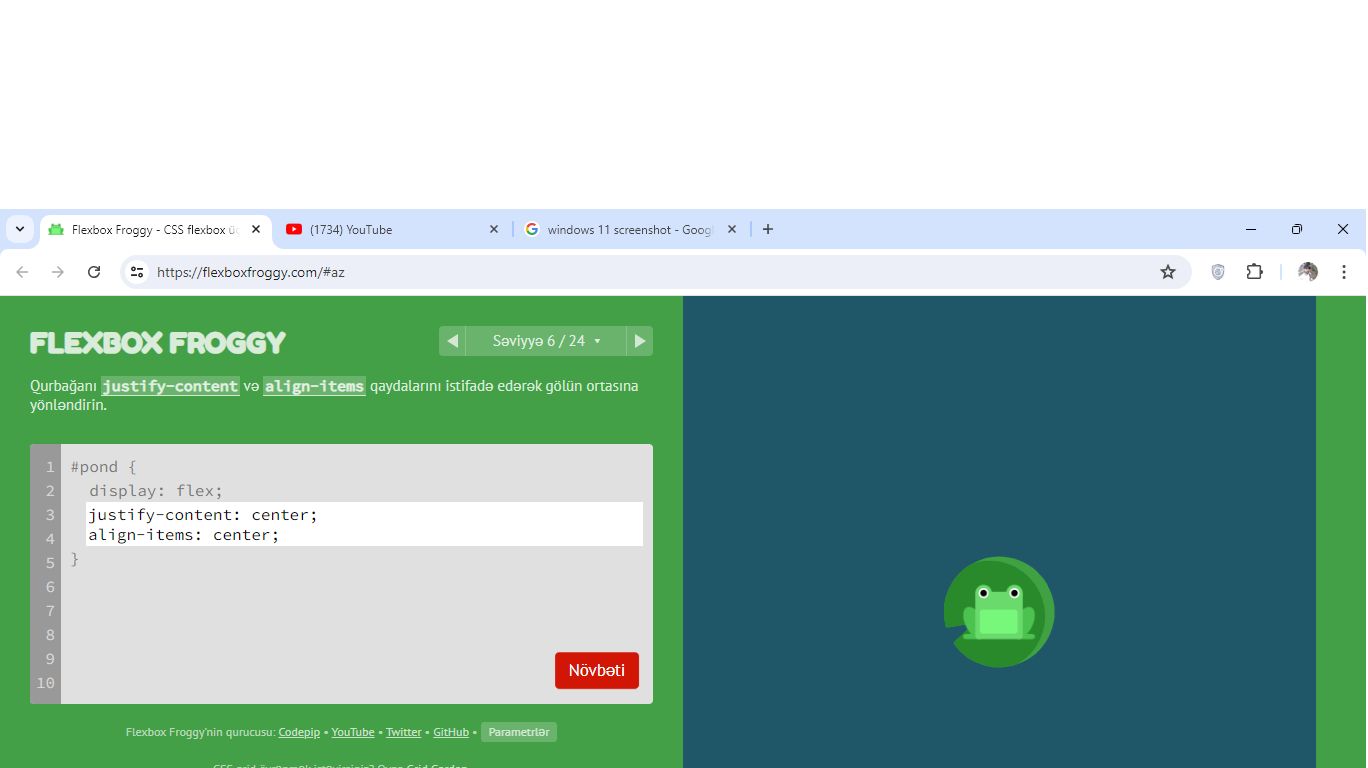 Flexbox Froggy - CSS flexbox üç
(1734) YouTube
windows 11 screenshot - Googl
https://flexboxfroggy.com/#az
FLEXBOX FROGGY
Səviyyə 6 / 24
Qurbağanı justify-content və align-items qaydalarını istifadə edərək gölün ortasına
yönləndirin.
1 #pond {
2 display: flex;
3 justify-content: center;
4 align-items: center;
5 }
6
7
8
9
10
Növbəti
Flexbox Froggy'nin qurucusu: Codepip • YouTube • Twitter • GitHub • Parametrlər